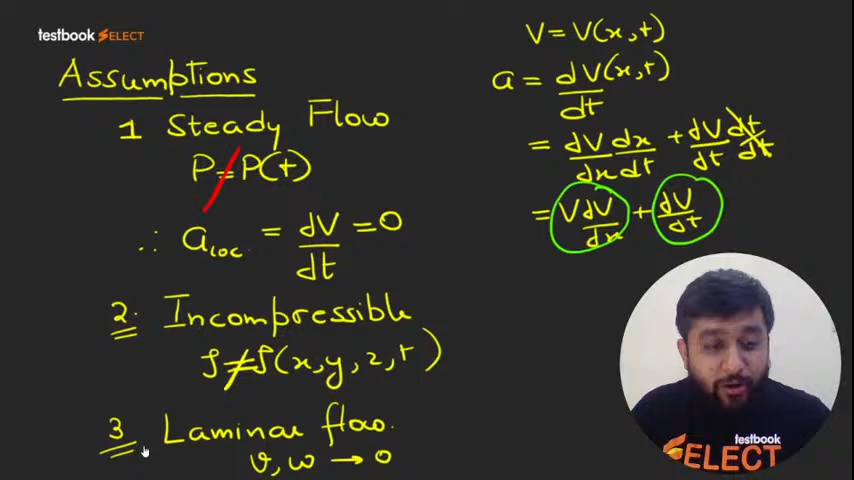 testbook SELECT
Assumptions
1 Steady Flow
P ≠ P(t)
∴ a_loc = dV/dt = 0
2. Incompressible
ρ ≠ ρ(x, y, z, t)
3 Laminar flow.
v, w → 0
V = V(x, t)
a = dV(x, t)/dt
= dV/dx dx/dt + dV/dt dt/dt
= V dV/dx + dV/dt
testbook
SELECT